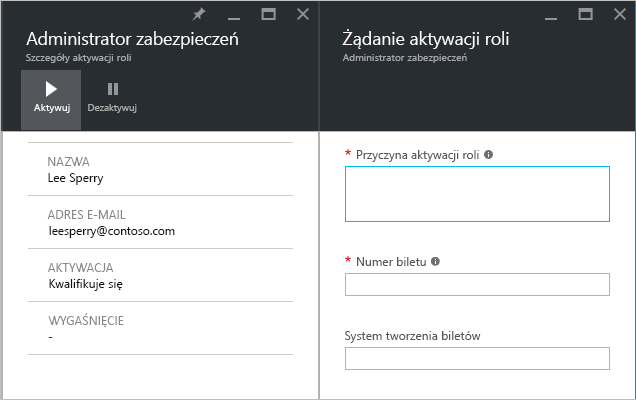 Administrator zabezpieczeń
Szczegóły aktywacji roli
Aktywuj
Dezaktywuj
NAZWA
Lee Sperry
ADRES E-MAIL
leesperry@contoso.com
AKTYWACJA
Kwalifikuje się
WYGAŚNIĘCIE
-
Żądanie aktywacji roli
Administrator zabezpieczeń
* Przyczyna aktywacji roli
* Numer biletu
System tworzenia biletów